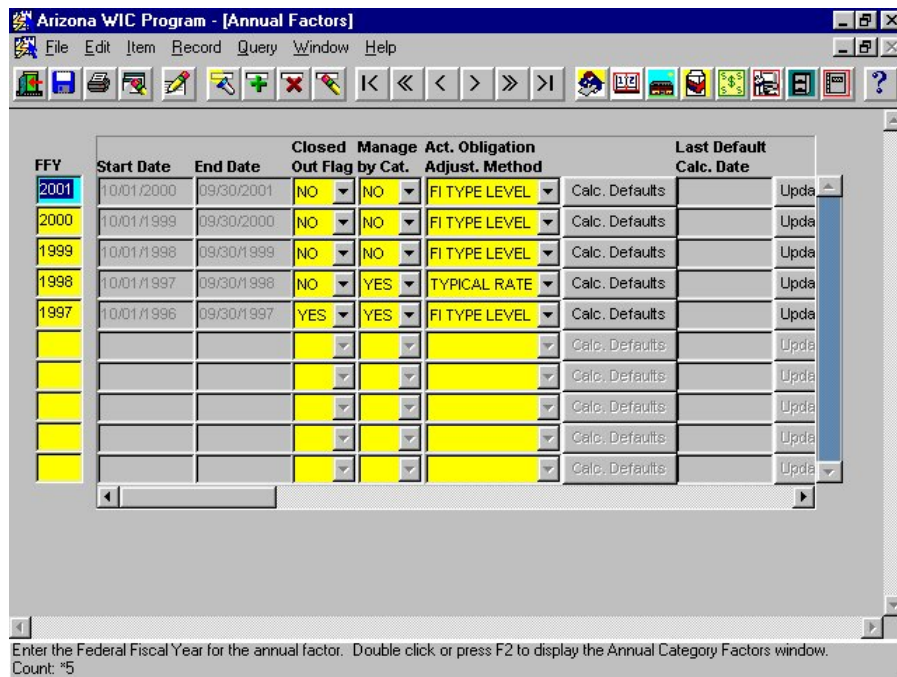 Arizona WIC Program - [Annual Factors]
File Edit Item Record Query Window Help
Closed Manage Act. Obligation Last Default
FFY Start Date End Date Out Flag by Cat. Adjust. Method Calc. Date
2001 10/01/2000 09/30/2001 NO NO FI TYPE LEVEL Calc. Defaults Upda
2000 10/01/1999 09/30/2000 NO NO FI TYPE LEVEL Calc. Defaults Upda
1999 10/01/1998 09/30/1999 NO NO FI TYPE LEVEL Calc. Defaults Upda
1998 10/01/1997 09/30/1998 NO YES TYPICAL RATE Calc. Defaults Upda
1997 10/01/1996 09/30/1997 YES YES FI TYPE LEVEL Calc. Defaults Upda
Calc. Defaults Upda
Calc. Defaults Upda
Calc. Defaults Upda
Calc. Defaults Upda
Calc. Defaults Upda
Enter the Federal Fiscal Year for the annual factor. Double click or press F2 to display the Annual Category Factors window.
Count: *5